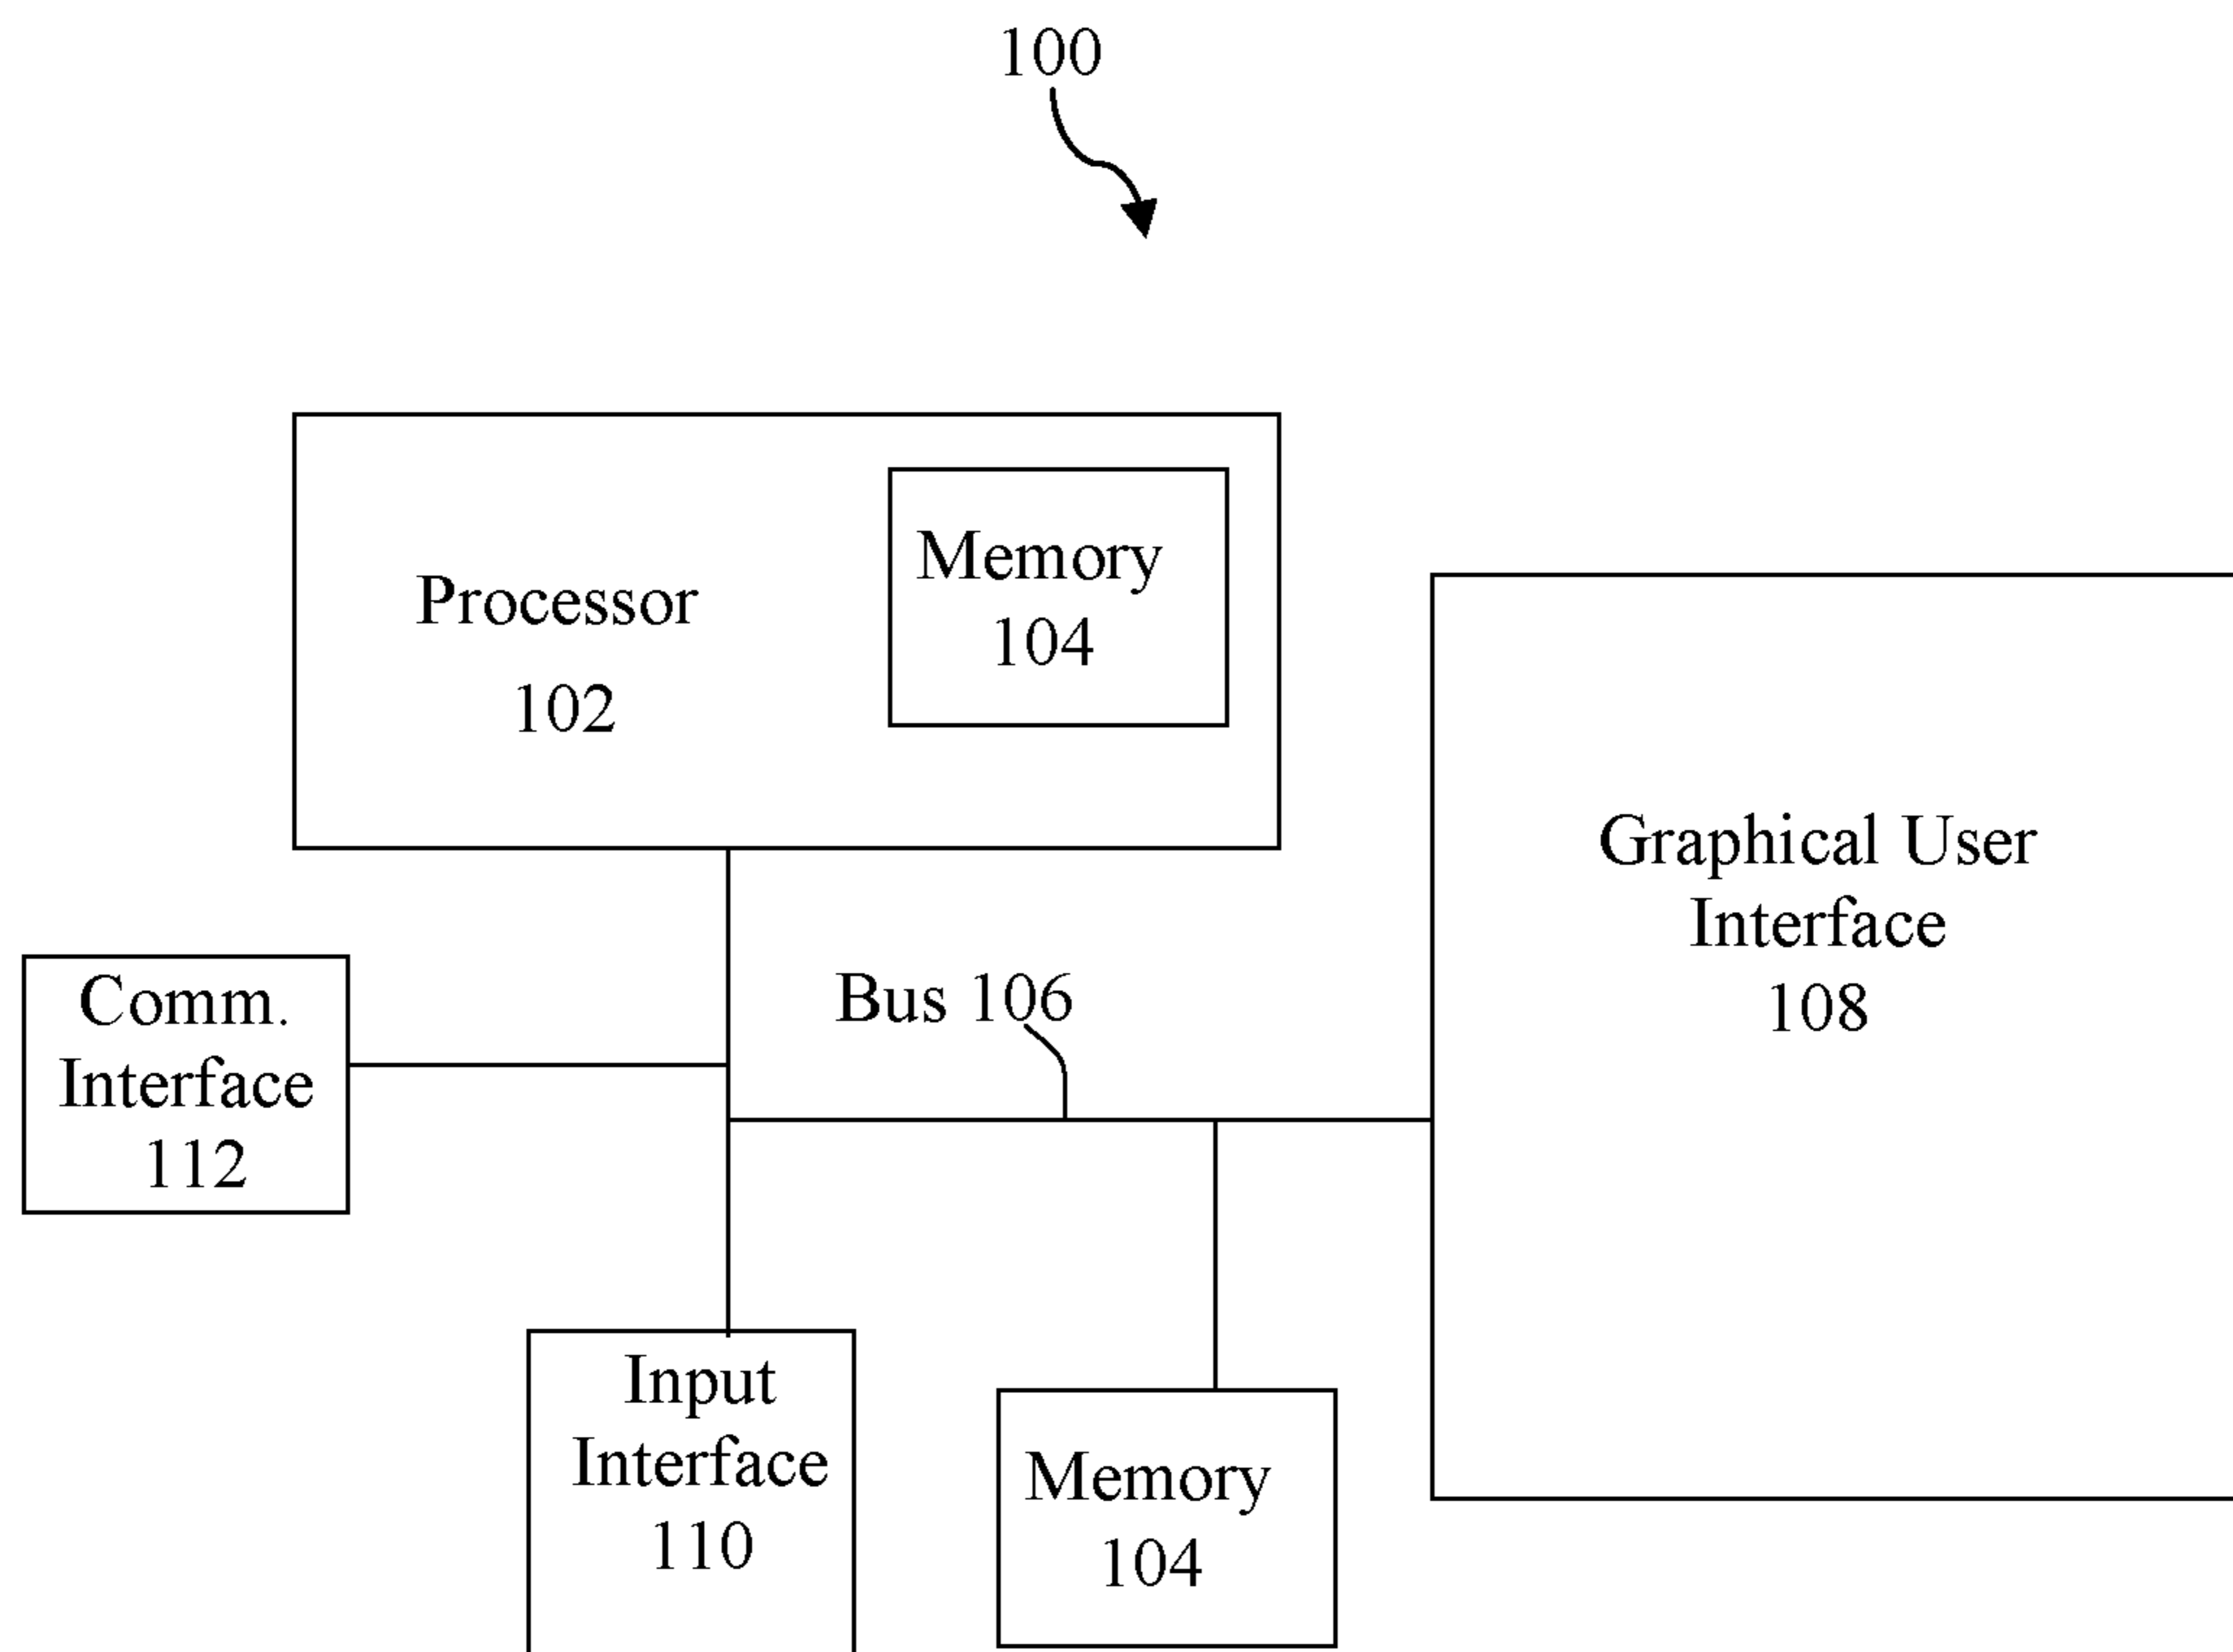 100
Processor
102
Memory
104
Graphical User
Interface
108
Comm.
Interface
112
Bus 106
Input
Interface
110
Memory
104